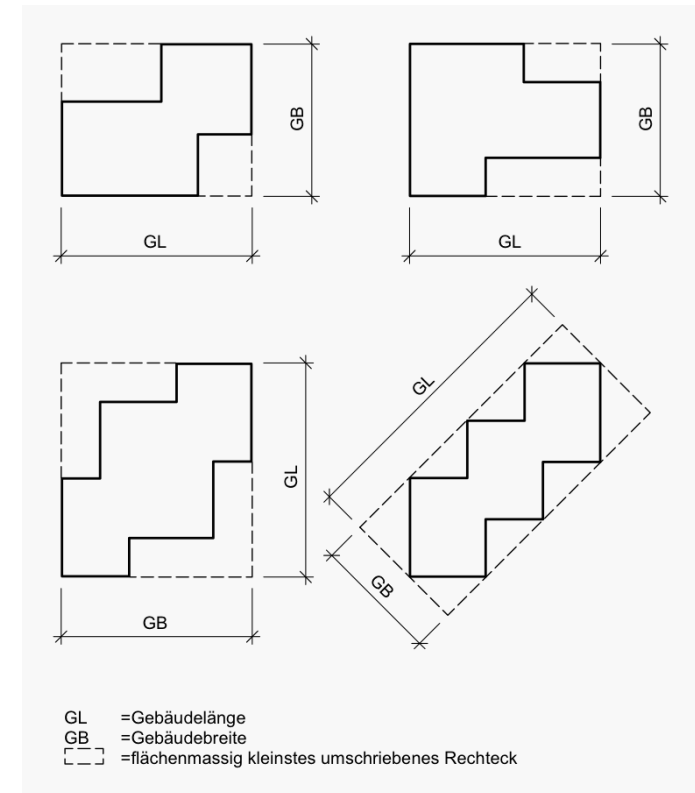 GB
GL
GB
GL
GL
GB
GL
GB
GL =Gebäudelänge
GB =Gebäudebreite
=flächenmassig kleinstes umschriebenes Rechteck